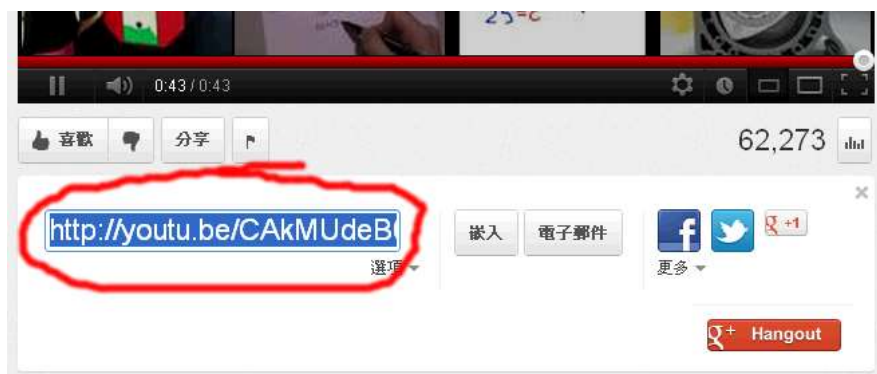 25=c
0:43 / 0:43
喜歡 分享 62,273
http://youtu.be/CAkMUdeB
嵌入 電子郵件 f g +1
選項 更多
g+ Hangout